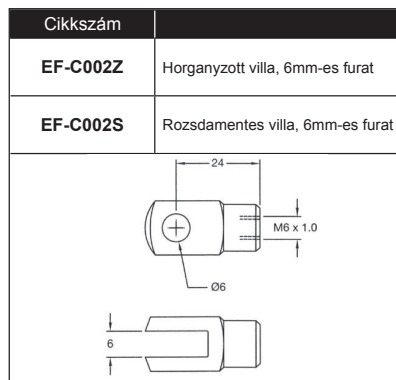 Cikkszám
EF-C002Z Horganyzott villa, 6mm-es furat
EF-C002S Rozsdamentes villa, 6mm-es furat
24
M6 x 1.0
Ø6
6